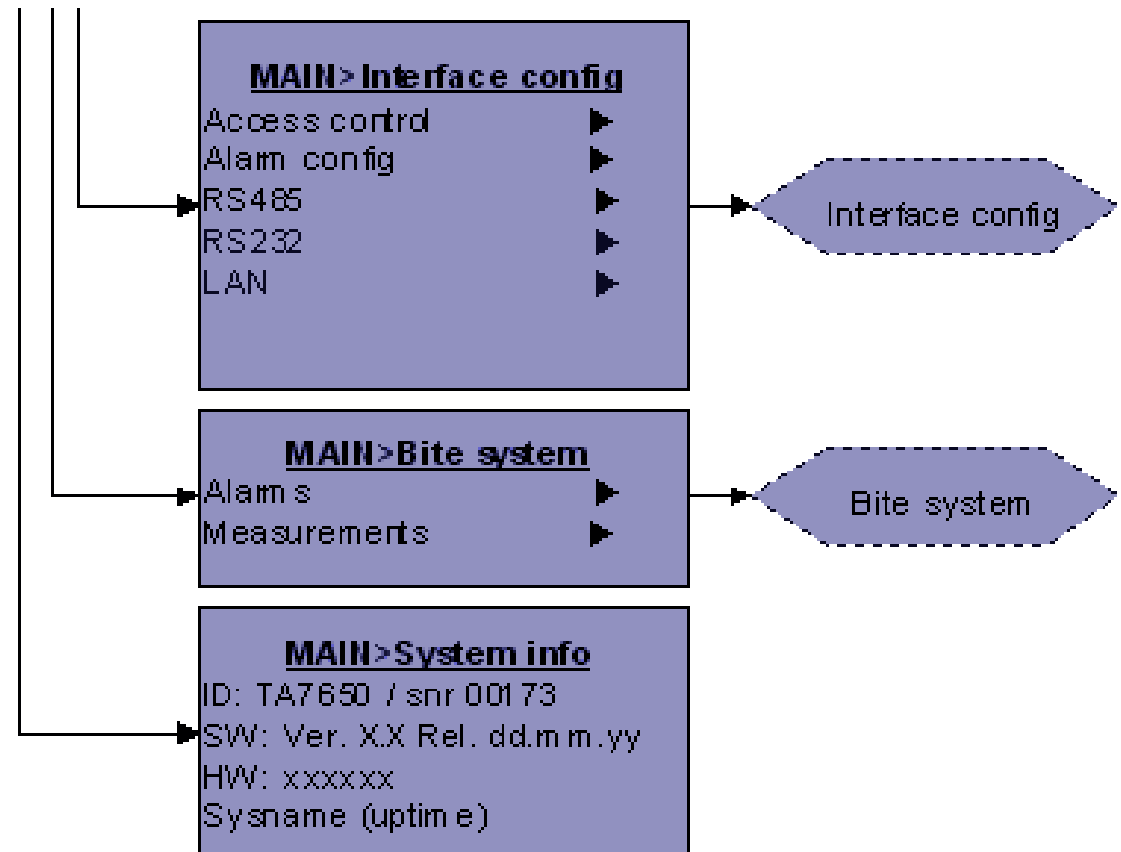 MAIN>Interface config
Access control
Alarm config
RS485
RS232
LAN
Interface config
MAIN>Bite system
Alarms
Measurements
Bite system
MAIN>System info
ID: TA7650 / snr 00173
SW: Ver. X.X Rel. dd.mm.yy
HW: xxxxxx
Sysname (uptime)